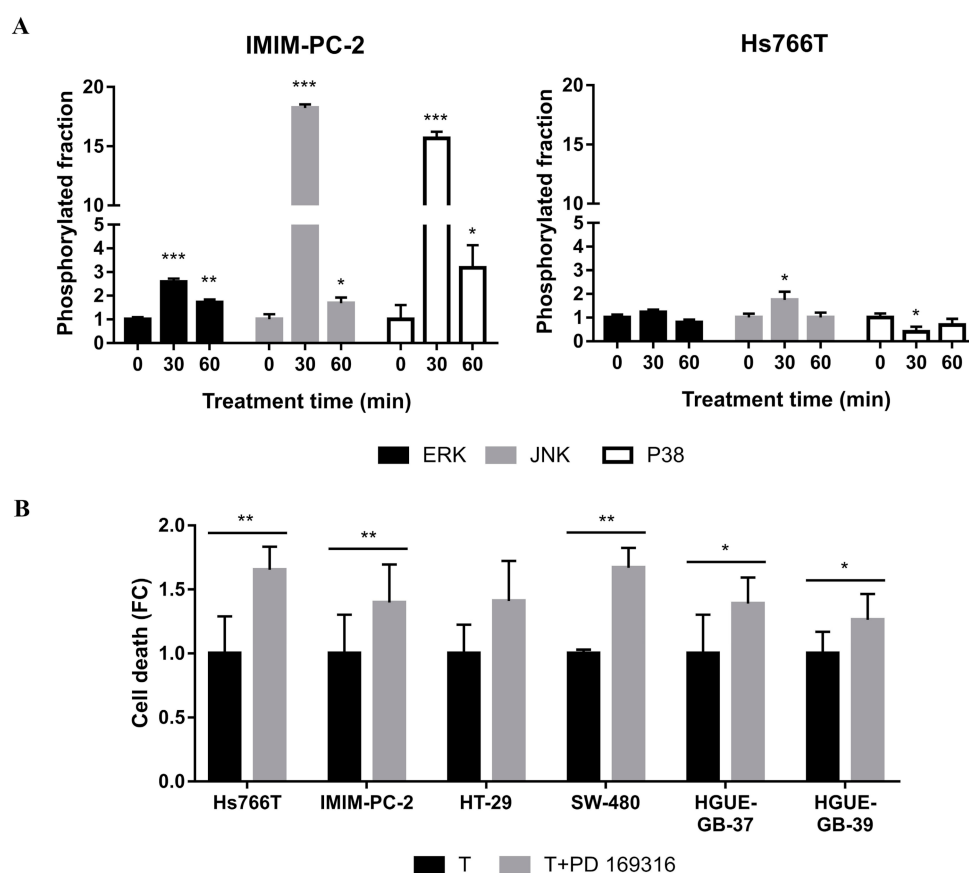 A
IMIM-PC-2
Hs766T
Phosphorylated fraction
20
15
10
5
4
3
2
1
0
***
**
***
*
***
*
0 30 60 0 30 60 0 30 60
Treatment time (min)
Phosphorylated fraction
20
15
10
5
4
3
2
1
0
*
*
0 30 60 0 30 60 0 30 60
Treatment time (min)
ERK JNK P38
B
Cell death (FC)
2.0
1.5
1.0
0.5
0.0
**
**
**
*
*
Hs766T IMIM-PC-2 HT-29 SW-480 HGUE- HGUE-
GB-37 GB-39
T T+PD 169316